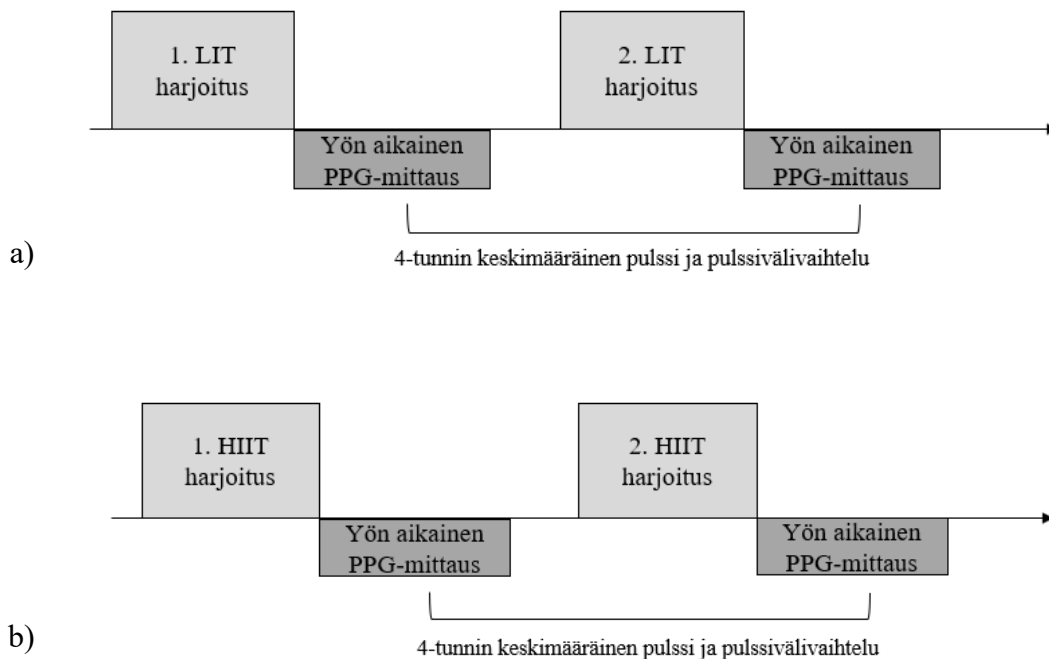 1. LIT
harjoitus
2. LIT
harjoitus
Yön aikainen
PPG-mittaus
Yön aikainen
PPG-mittaus
a)
4-tunnin keskimääräinen pulssi ja pulssivälivaihtelu
1. HIIT
harjoitus
2. HIIT
harjoitus
Yön aikainen
PPG-mittaus
Yön aikainen
PPG-mittaus
b)
4-tunnin keskimääräinen pulssi ja pulssivälivaihtelu